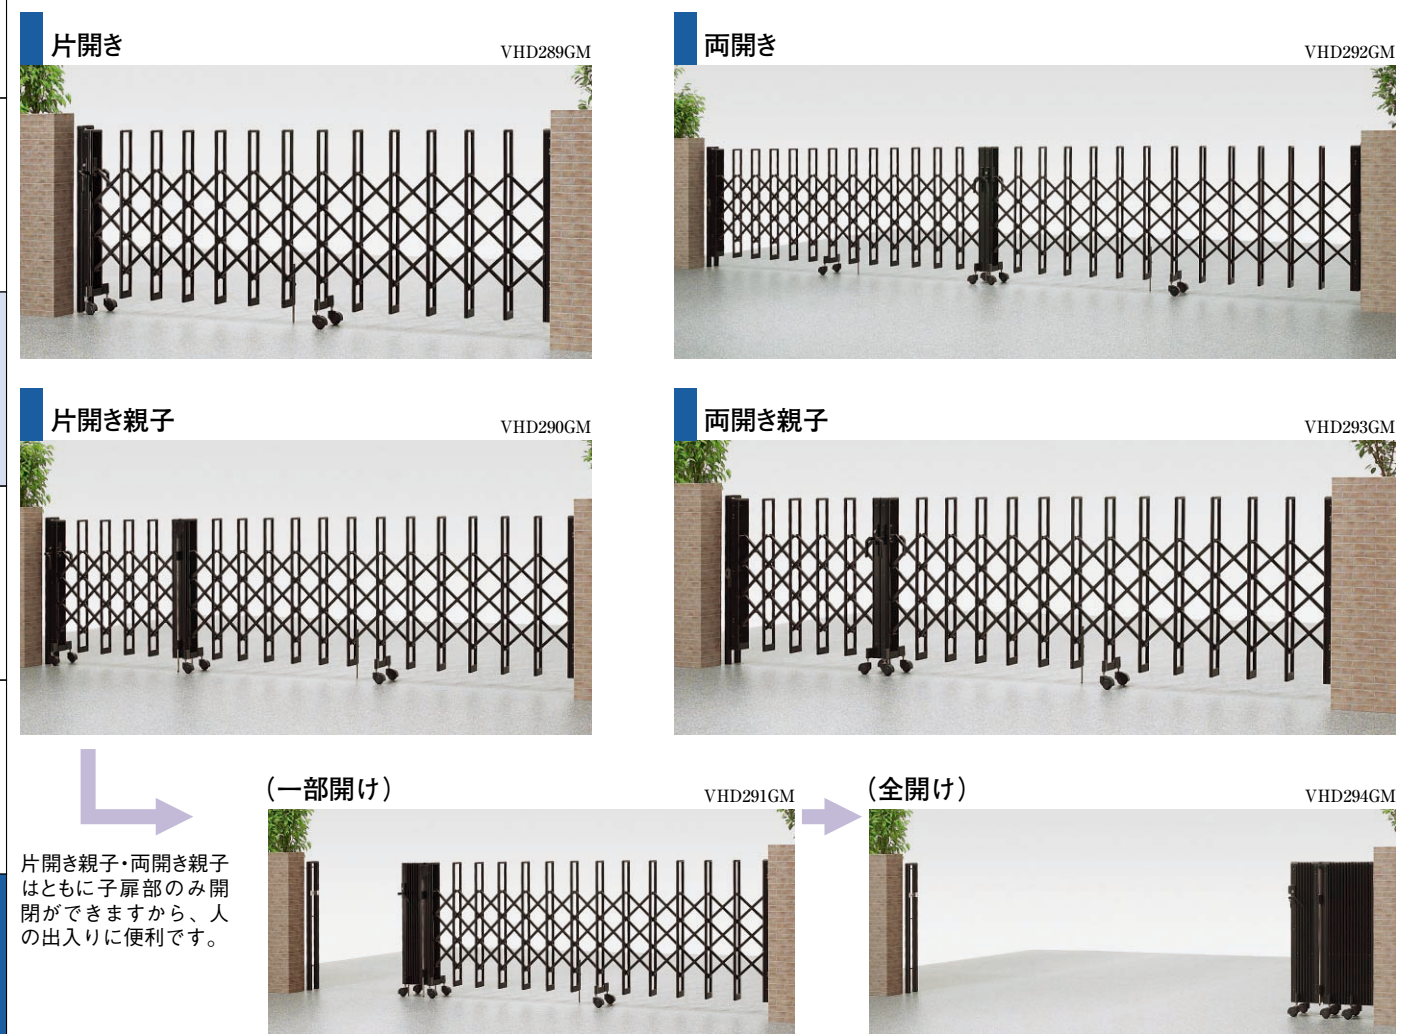 片開き
VHD289GM
両開き
VHD292GM
片開き親子
VHD290GM
両開き親子
VHD293GM
（一部開け）
VHD291GM
（全開け）
VHD294GM
片開き親子・両開き親子
はともに子扉部のみ開
閉ができますから、人
の出入りに便利です。